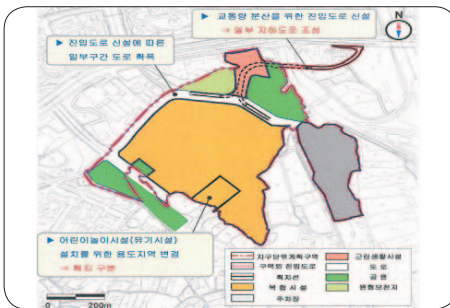 ▶ 교통량 분산을 위한 진입도로 신설
⇒ 일부 지하도로 조성
N
▶ 진입도로 신설에 따른
일부구간 도로 확폭
▶ 어린이놀이시설(유기시설)
설치를 위한 용도지역 변경
⇒ 획지 구분
지구단위계획구역
근린생활시설
구역외 진입도로
도 로
획지선
공 원
복 합 시 설
원형보전지
주차장
0 200m